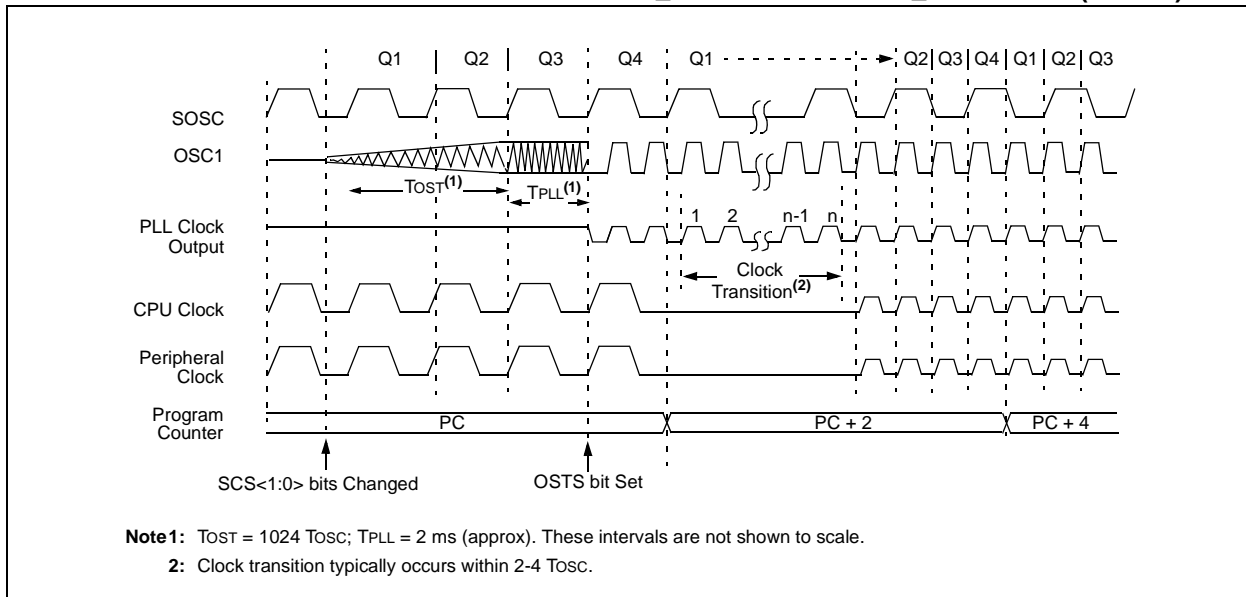 Q1 Q2 Q3 Q4 Q1 Q2 Q3 Q4 Q1 Q2 Q3
SOSC
OSC1
TOST(1)
TPLL(1)
PLL Clock
Output
1 2 n-1 n
Clock
Transition(2)
CPU Clock
Peripheral
Clock
Program
Counter
PC PC + 2 PC + 4
SCS<1:0> bits Changed OSTS bit Set
Note1: TOST = 1024 TOSC; TPLL = 2 ms (approx). These intervals are not shown to scale.
2: Clock transition typically occurs within 2-4 TOSC.